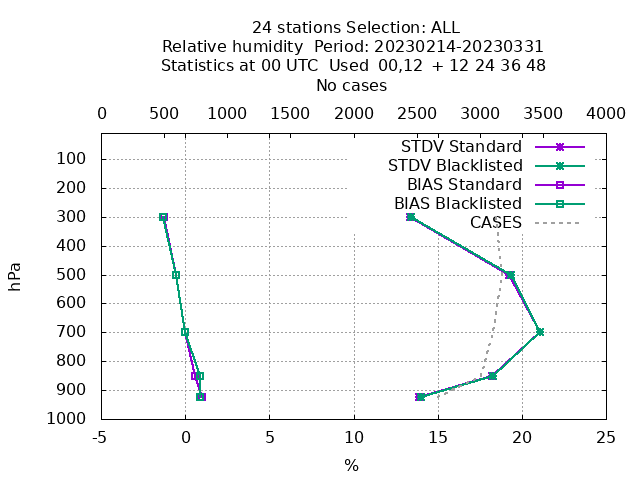 24 stations Selection: ALL
Relative humidity  Period: 20230214-20230331
Statistics at 00 UTC  Used  00,12  + 12 24 36 48
No cases
0 500 1000 1500 2000 2500 3000 3500 4000
STDV Standard
STDV Blacklisted
BIAS Standard
BIAS Blacklisted
CASES
hPa
100
200
300
400
500
600
700
800
900
1000
-5 0 5 10 15 20 25
%